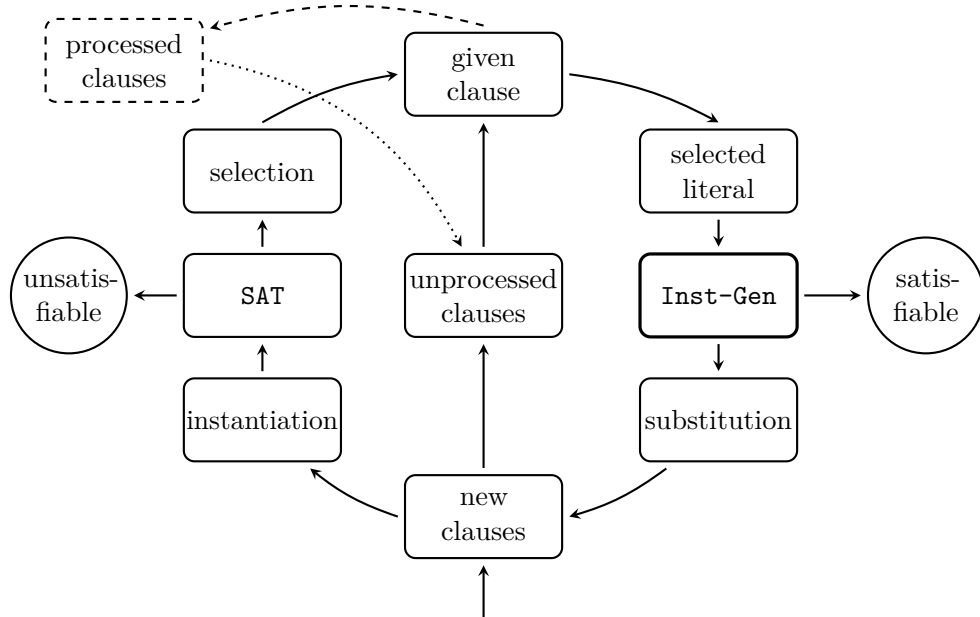 processed
clauses
given
clause
selection
selected
literal
unsatis-
fiable
SAT
unprocessed
clauses
Inst-Gen
satis-
fiable
instantiation
substitution
new
clauses